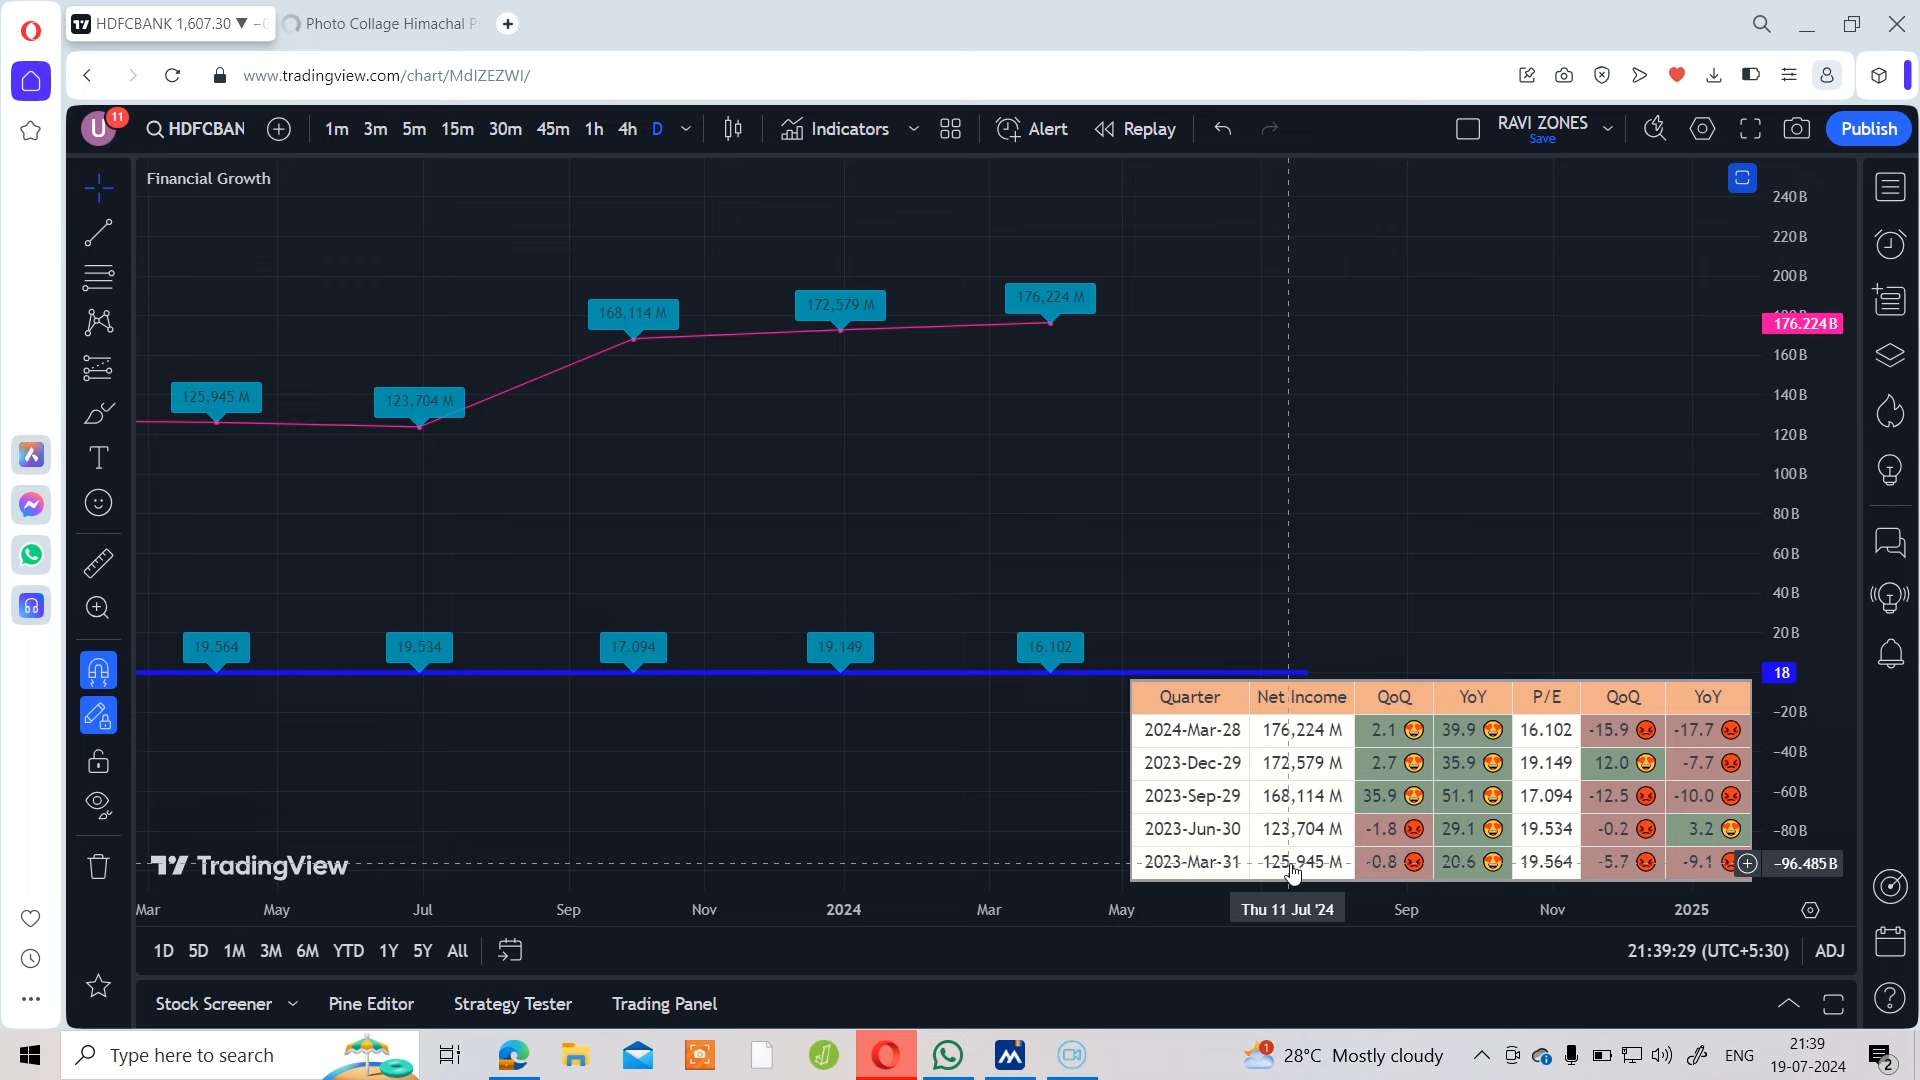 HDFCBANK 1,607.30 ▼ −0
Photo Collage Himachal P
www.tradingview.com/chart/MdIZEZWI/
U
11
HDFCBAN
1m 3m 5m 15m 30m 45m 1h 4h D
Indicators
Alert
Replay
RAVI ZONES
Save
Publish
Financial Growth
240B
220B
200B
160B
140B
120B
100B
80B
60B
40B
20B
−20B
−40B
−60B
−80B
176.224B
18
−96.485B
125,945 M
123,704 M
168,114 M
172,579 M
176,224 M
19.564
19.534
17.094
19.149
16.102
Quarter Net Income QoQ YoY P/E QoQ YoY
2024-Mar-28 176,224 M 2.1 😍 39.9 😍 16.102 -15.9 😡 -17.7 😡
2023-Dec-29 172,579 M 2.7 😍 35.9 😍 19.149 12.0 😍 -7.7 😡
2023-Sep-29 168,114 M 35.9 😍 51.1 😍 17.094 -12.5 😡 -10.0 😡
2023-Jun-30 123,704 M -1.8 😡 29.1 😍 19.534 -0.2 😡 3.2 😍
2023-Mar-31 125,945 M -0.8 😡 20.6 😍 19.564 -5.7 😡 -9.1 😡
TradingView
Mar May Jul Sep Nov 2024 Mar May Thu 11 Jul '24 Sep Nov 2025
1D 5D 1M 3M 6M YTD 1Y 5Y All
21:39:29 (UTC+5:30) ADJ
Stock Screener Pine Editor Strategy Tester Trading Panel
Type here to search
1
28°C Mostly cloudy
ENG
21:39
19-07-2024
2